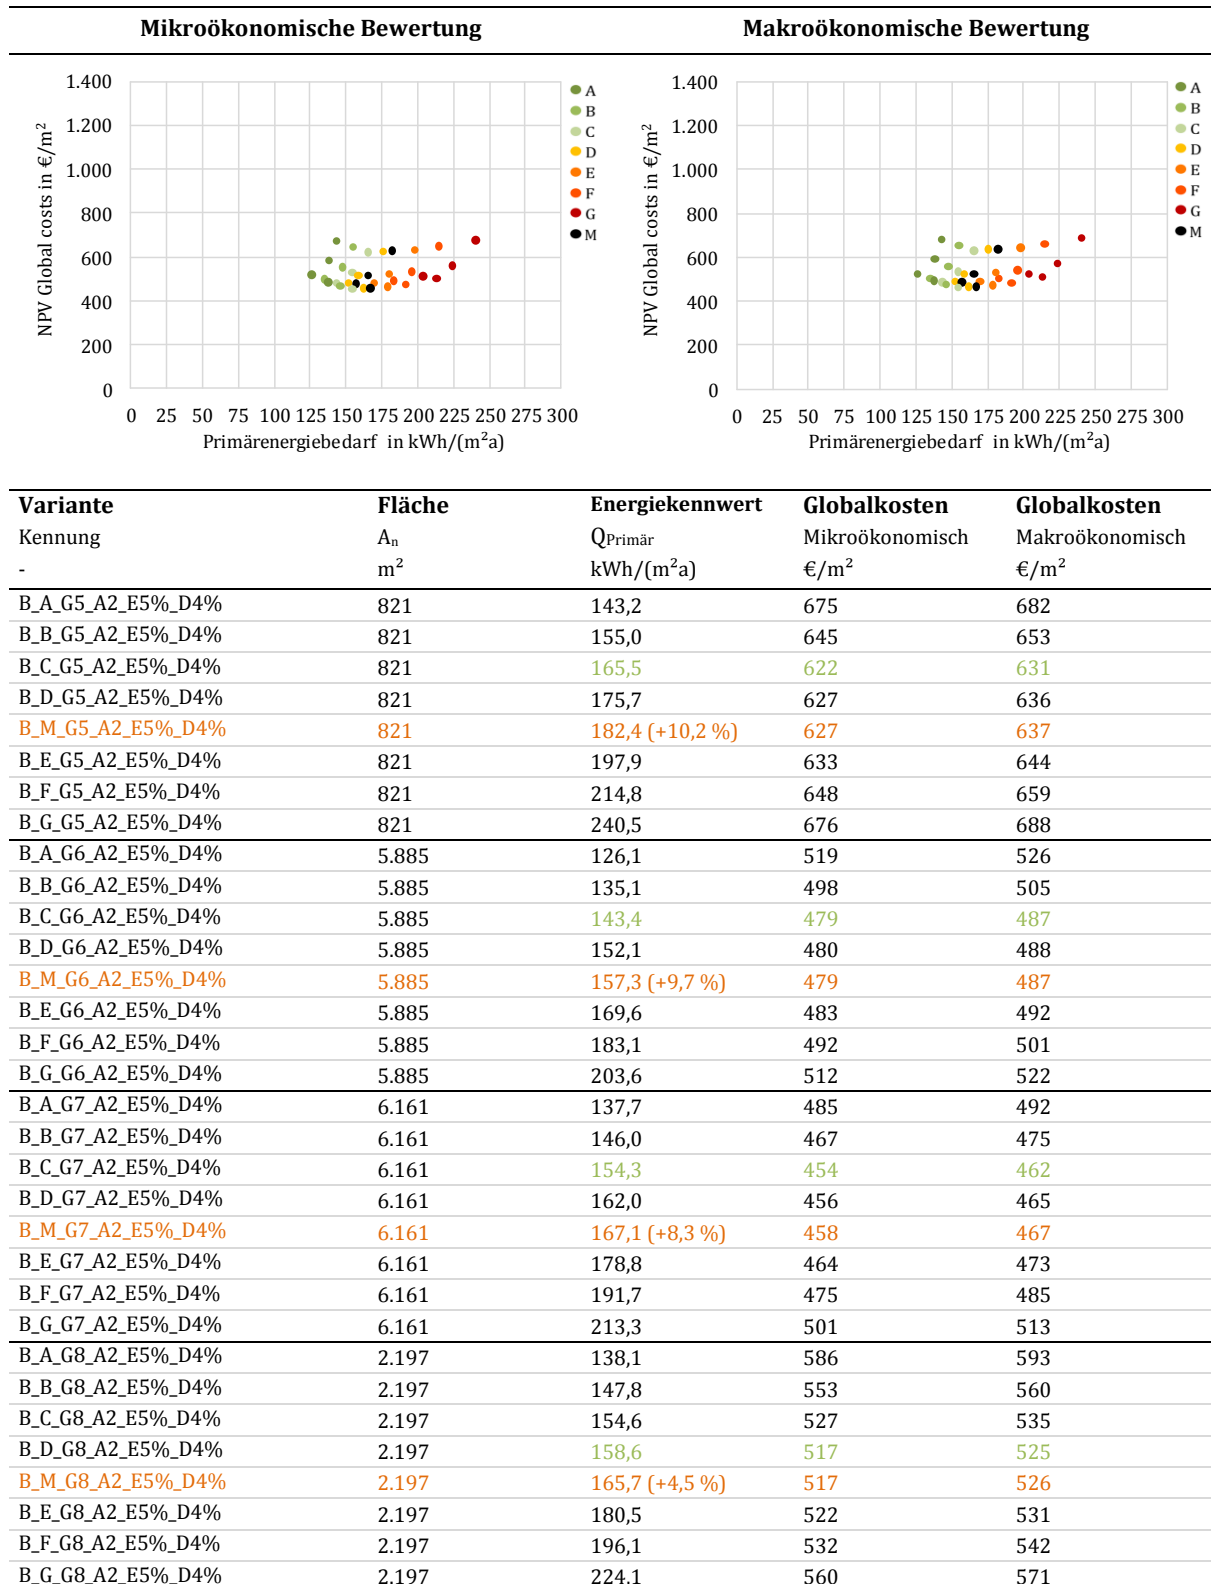 Mikroökonomische Bewertung Makroökonomische Bewertung
NPV Global costs in €/m²
1.400
1.200
1.000
800
600
400
200
0
0 25 50 75 100 125 150 175 200 225 250 275 300
Primärenergiebedarf in kWh/(m²a)
A
B
C
D
E
F
G
M
NPV Global costs in €/m²
1.400
1.200
1.000
800
600
400
200
0
0 25 50 75 100 125 150 175 200 225 250 275 300
Primärenergiebedarf in kWh/(m²a)
A
B
C
D
E
F
G
M
Variante Fläche Energiekennwert Globalkosten Globalkosten
Kennung An QPrimär Mikroökonomisch Makroökonomisch
- m² kWh/(m²a) €/m² €/m²
B_A_G5_A2_E5%_D4% 821 143,2 675 682
B_B_G5_A2_E5%_D4% 821 155,0 645 653
B_C_G5_A2_E5%_D4% 821 165,5 622 631
B_D_G5_A2_E5%_D4% 821 175,7 627 636
B_M_G5_A2_E5%_D4% 821 182,4 (+10,2 %) 627 637
B_E_G5_A2_E5%_D4% 821 197,9 633 644
B_F_G5_A2_E5%_D4% 821 214,8 648 659
B_G_G5_A2_E5%_D4% 821 240,5 676 688
B_A_G6_A2_E5%_D4% 5.885 126,1 519 526
B_B_G6_A2_E5%_D4% 5.885 135,1 498 505
B_C_G6_A2_E5%_D4% 5.885 143,4 479 487
B_D_G6_A2_E5%_D4% 5.885 152,1 480 488
B_M_G6_A2_E5%_D4% 5.885 157,3 (+9,7 %) 479 487
B_E_G6_A2_E5%_D4% 5.885 169,6 483 492
B_F_G6_A2_E5%_D4% 5.885 183,1 492 501
B_G_G6_A2_E5%_D4% 5.885 203,6 512 522
B_A_G7_A2_E5%_D4% 6.161 137,7 485 492
B_B_G7_A2_E5%_D4% 6.161 146,0 467 475
B_C_G7_A2_E5%_D4% 6.161 154,3 454 462
B_D_G7_A2_E5%_D4% 6.161 162,0 456 465
B_M_G7_A2_E5%_D4% 6.161 167,1 (+8,3 %) 458 467
B_E_G7_A2_E5%_D4% 6.161 178,8 464 473
B_F_G7_A2_E5%_D4% 6.161 191,7 475 485
B_G_G7_A2_E5%_D4% 6.161 213,3 501 513
B_A_G8_A2_E5%_D4% 2.197 138,1 586 593
B_B_G8_A2_E5%_D4% 2.197 147,8 553 560
B_C_G8_A2_E5%_D4% 2.197 154,6 527 535
B_D_G8_A2_E5%_D4% 2.197 158,6 517 525
B_M_G8_A2_E5%_D4% 2.197 165,7 (+4,5 %) 517 526
B_E_G8_A2_E5%_D4% 2.197 180,5 522 531
B_F_G8_A2_E5%_D4% 2.197 196,1 532 542
B_G_G8_A2_E5%_D4% 2.197 224,1 560 571